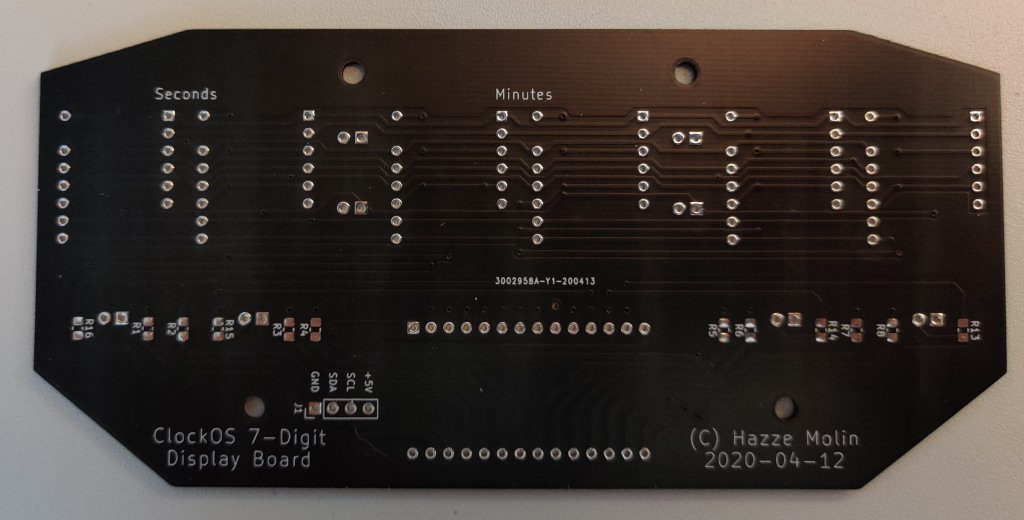 Seconds
Minutes
3002958A-Y1-200413
R16
R1
R2
R15
R3
R4
R5
R6
R14
R7
R8
R13
GND
SDA
SCL
+5V
J1
ClockOS 7-Digit
Display Board
(C) Hazze Molin
2020-04-12